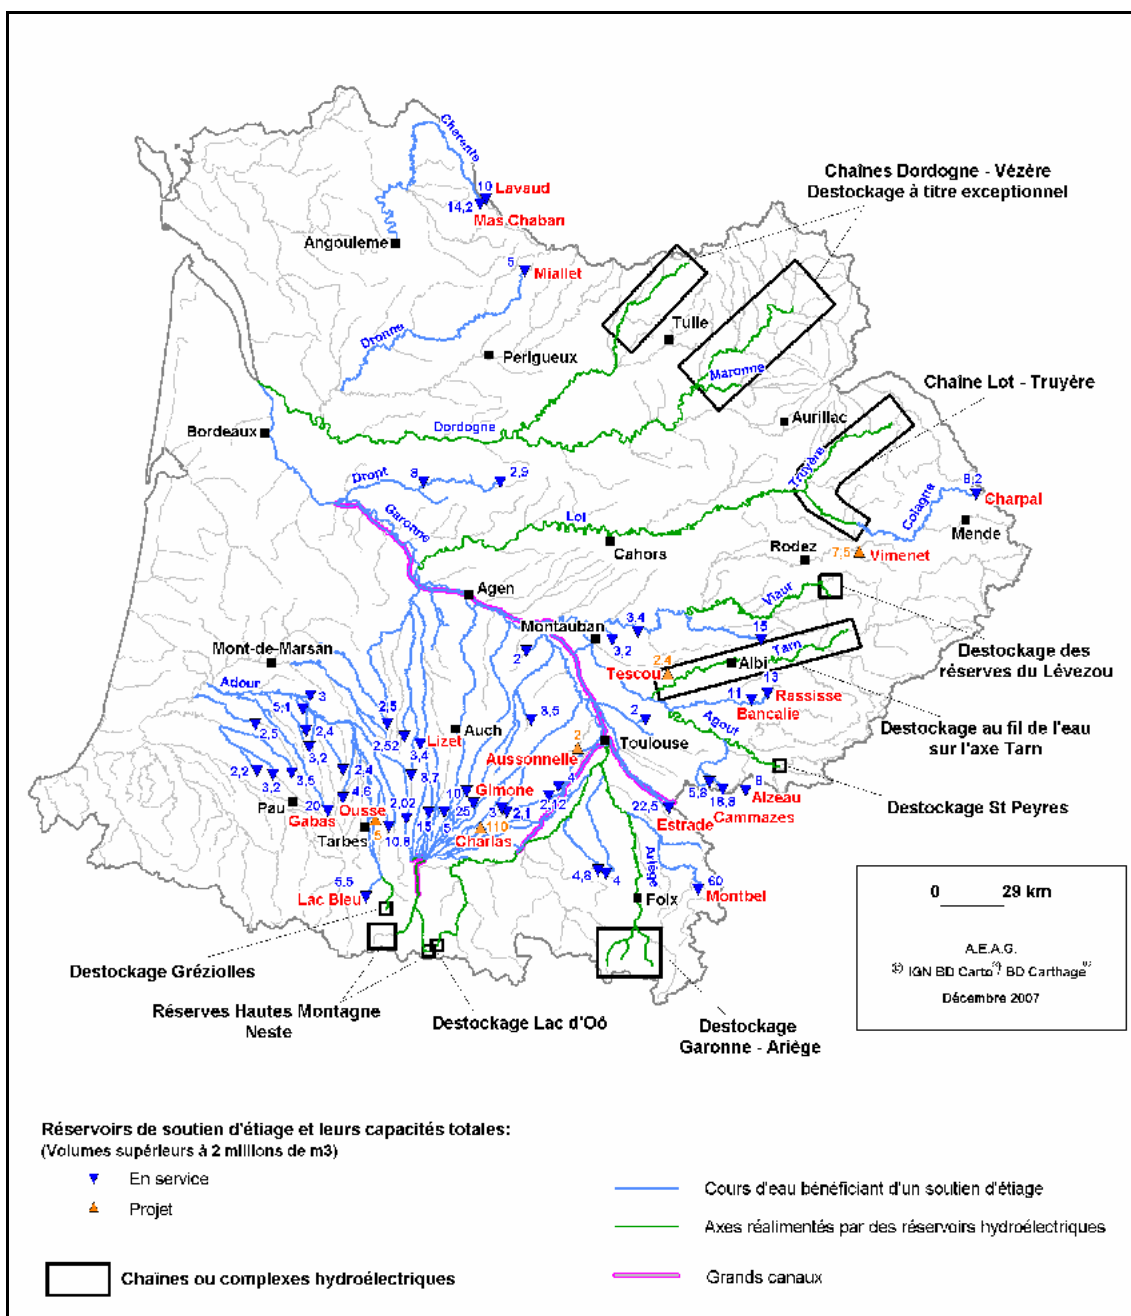 Charente
10
Lavaud
14,2
Mas Chaban
Chaînes Dordogne - Vézère
Destockage à titre exceptionnel
Angouleme
5
Miallet
Dronne
Perigueux
Tulle
Maronne
Chaîne Lot - Truyère
Aurillac
Bordeaux
Dordogne
Truyère
Dropt
8
2,9
8,2
Charpal
Colagne
Garonne
Lot
Mende
Cahors
Rodez
7,5
Vimenet
Agen
Viaur
Montauban
3,4
3,2
15
Mont-de-Marsan
2
2,4
Tescou
Albi
Tarn
Destockage des
réserves du Lévezou
Adour
3
13
Rassisse
5,1
2,5
11
Bancalie
2,5
2,4
3,5
2
Agout
Destockage au fil de l'eau
sur l'axe Tarn
2,52
Lizet
Auch
2
Toulouse
3,4
Aussonnelle
3,2
2,2
3,2
3,5
2,4
8,7
4
5,8
8
Alzeau
4,6
10
Gimone
2,12
18,8
Cammazes
Destockage St Peyres
Pau
20
Gabas
Ousse
2,02
25
3
2,1
22,5
Estrade
5
Tarbes
10,8
15
5
110
Charlas
Ariège
5,5
Lac Bleu
4,8
4
60
Montbel
Foix
0
29 km
A.E.A.G.
© IGN BD Carto / BD Carthage
Décembre 2007
Destockage Gréziolles
Réserves Hautes Montagne
Neste
Destockage Lac d'Oô
Destockage
Garonne - Ariège
Réservoirs de soutien d'étiage et leurs capacités totales:
(Volumes supérieurs à 2 millions de m3)
En service
Projet
Chaînes ou complexes hydroélectriques
Cours d'eau bénéficiant d'un soutien d'étiage
Axes réalimentés par des réservoirs hydroélectriques
Grands canaux